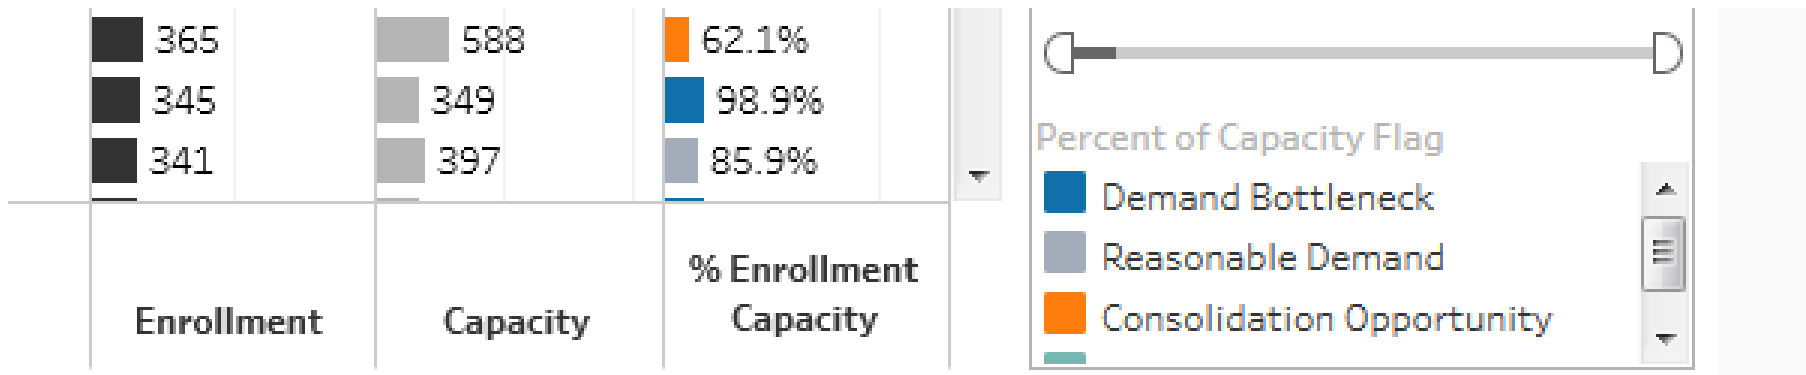 365 588 62.1%
345 349 98.9%
341 397 85.9%
Enrollment
Capacity
% Enrollment
Capacity
Percent of Capacity Flag
Demand Bottleneck
Reasonable Demand
Consolidation Opportunity